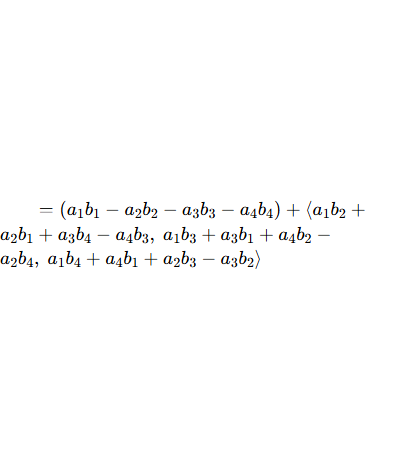 = (a₁b₁ − a₂b₂ − a₃b₃ − a₄b₄) + ⟨a₁b₂ +
a₂b₁ + a₃b₄ − a₄b₃, a₁b₃ + a₃b₁ + a₄b₂ −
a₂b₄, a₁b₄ + a₄b₁ + a₂b₃ − a₃b₂⟩